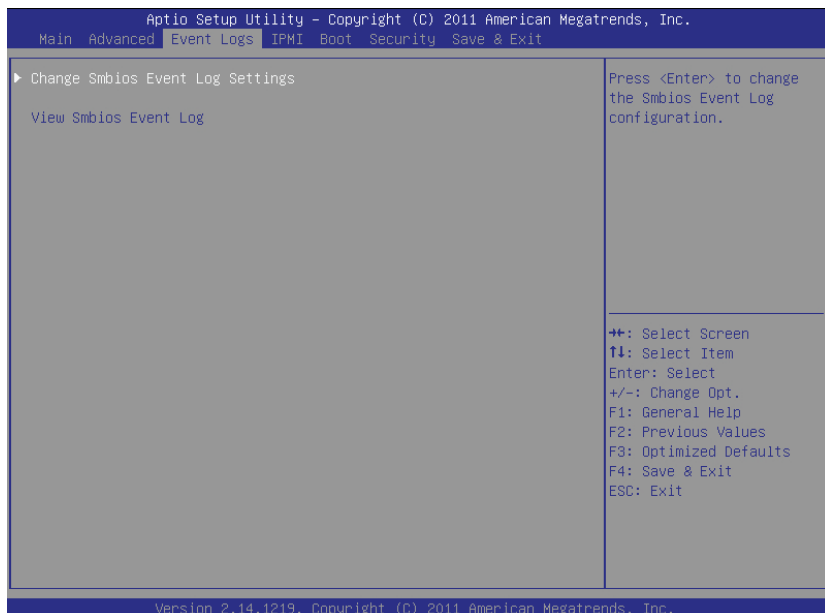 Aptio Setup Utility – Copyright (C) 2011 American Megatrends, Inc.
Main Advanced Event Logs IPMI Boot Security Save & Exit
▶ Change Smbios Event Log Settings
View Smbios Event Log
Press <Enter> to change
the Smbios Event Log
configuration.
→←: Select Screen
↑↓: Select Item
Enter: Select
+/-: Change Opt.
F1: General Help
F2: Previous Values
F3: Optimized Defaults
F4: Save & Exit
ESC: Exit
Version 2.14.1219. Copyright (C) 2011 American Megatrends, Inc.